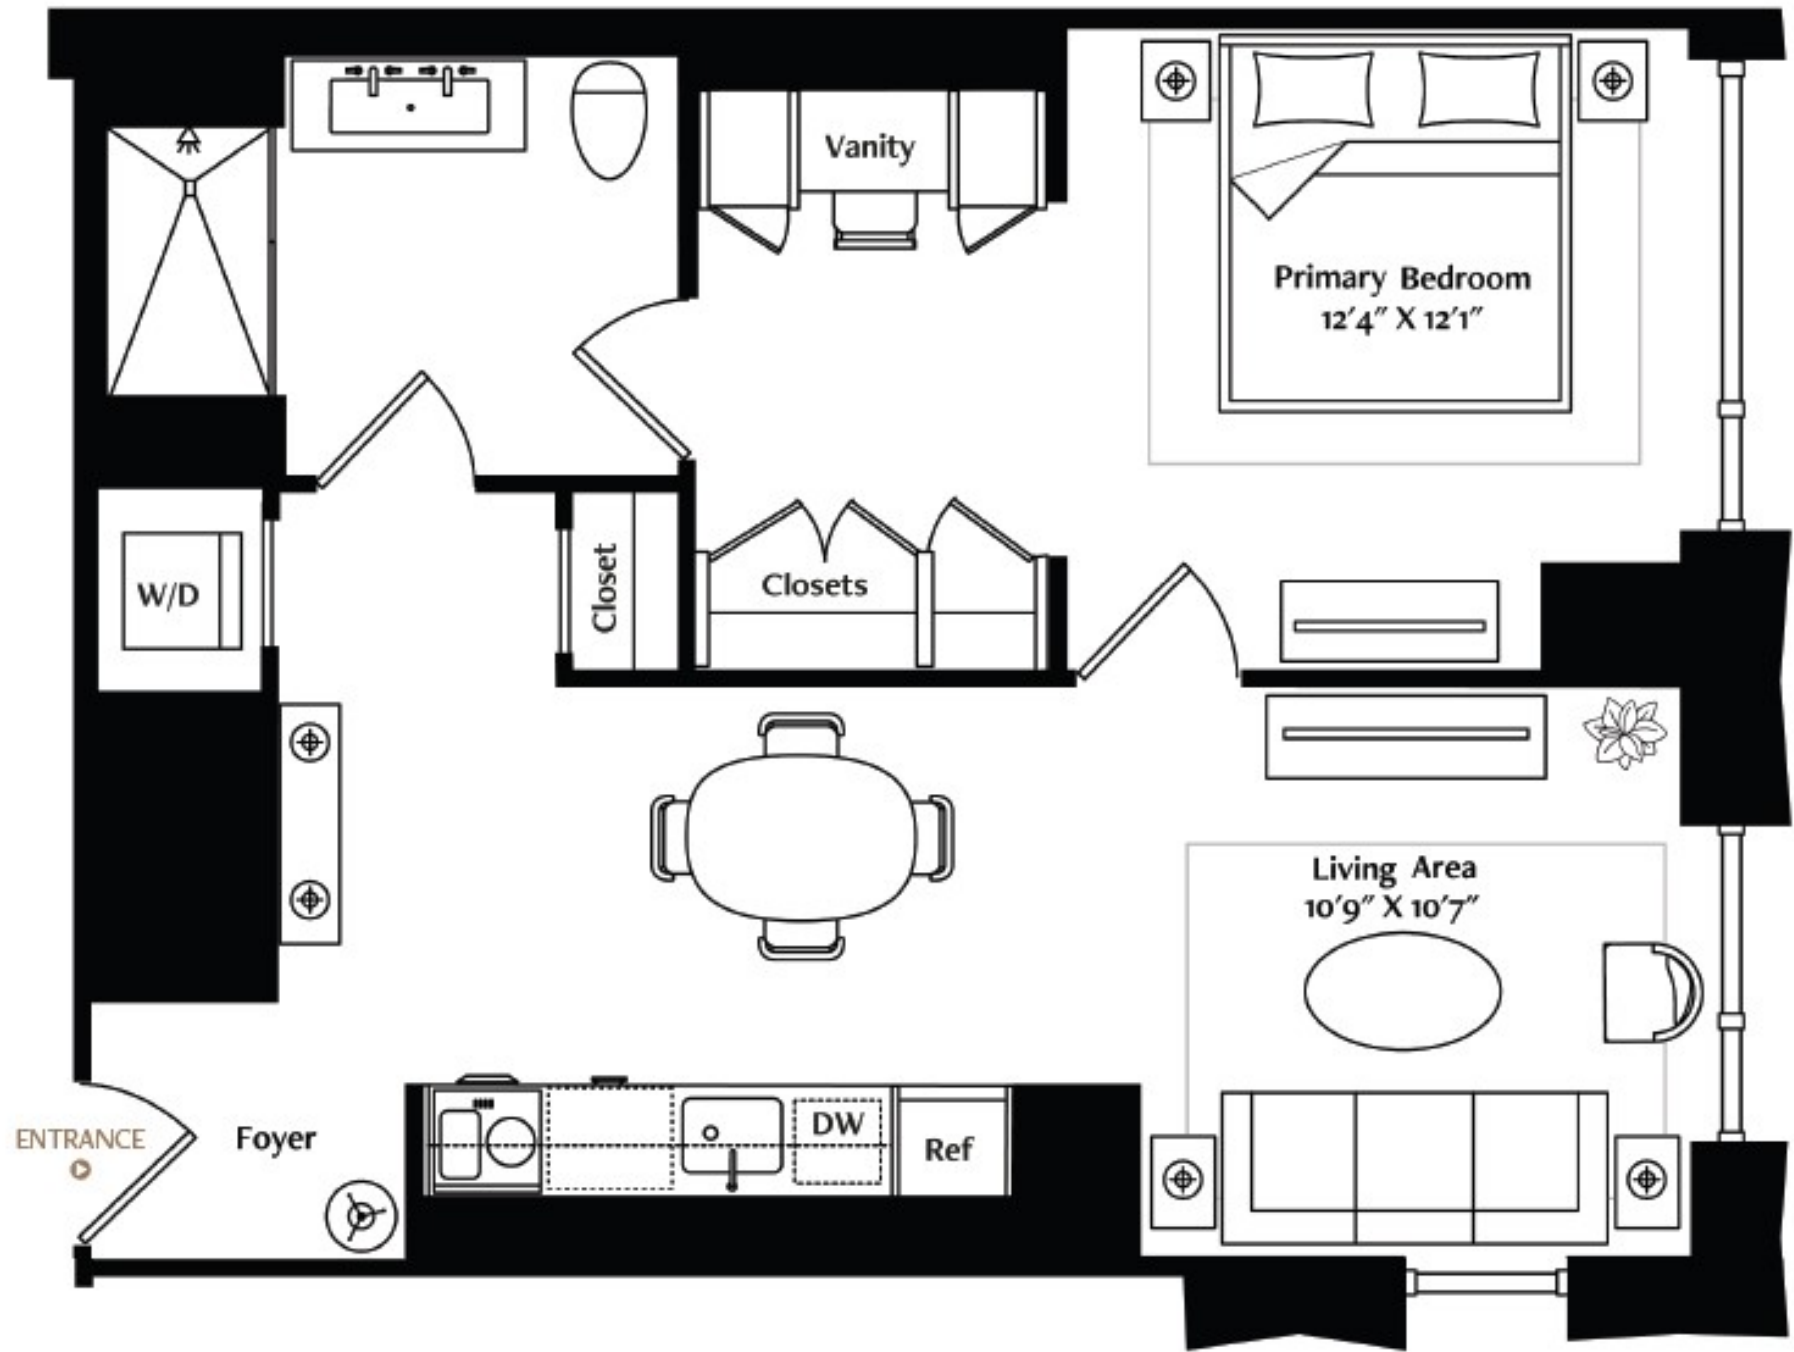 Vanity
Primary Bedroom
12'4" X 12'1"
W/D
Closet
Closets
Living Area
10'9" X 10'7"
ENTRANCE
Foyer
DW
Ref